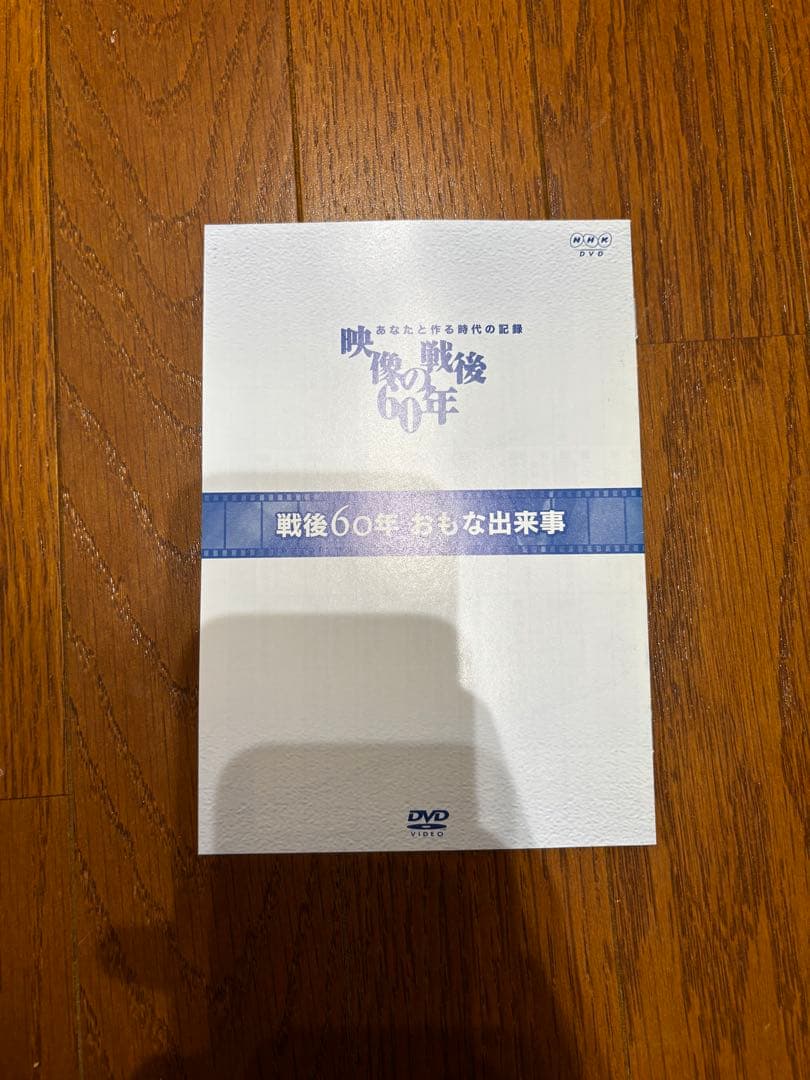 NHK
DVD
あなたと作る時代の記録
映像の戦後
60年
戦後60年 おもな出来事
DVD
VIDEO